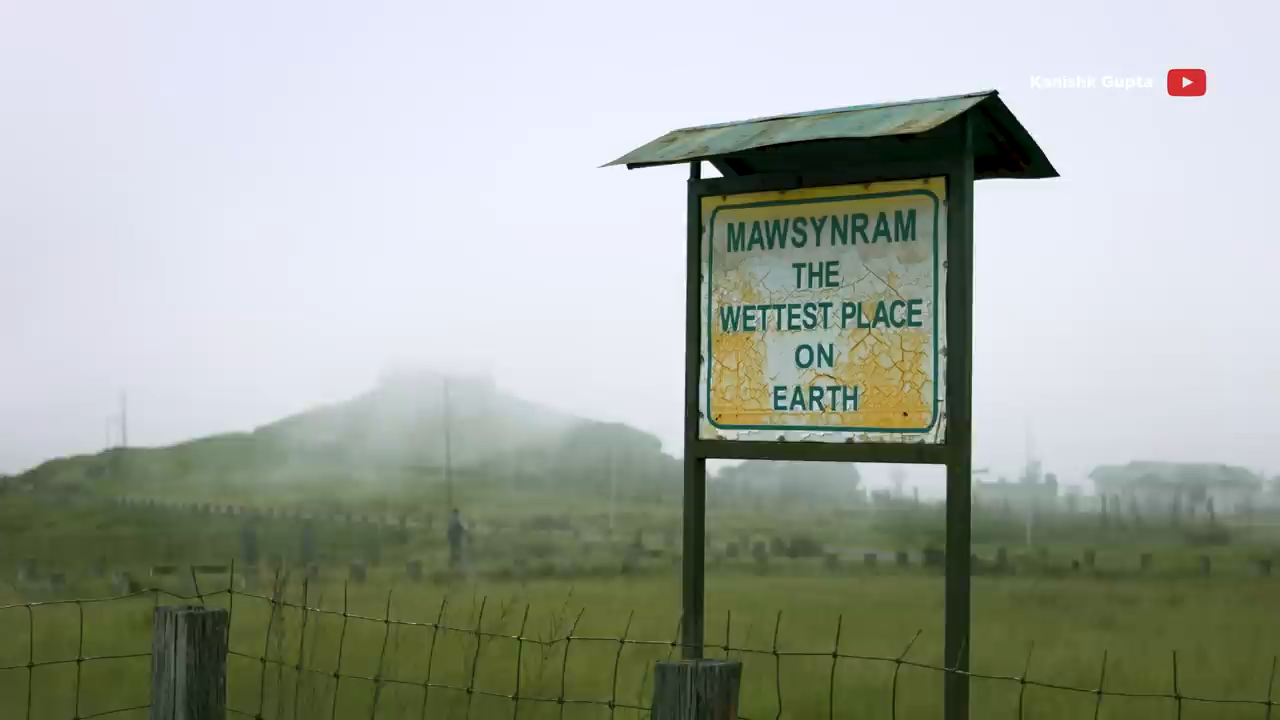 Kanishk Gupta
MAWSYNRAM
THE
WETTEST PLACE
ON
EARTH